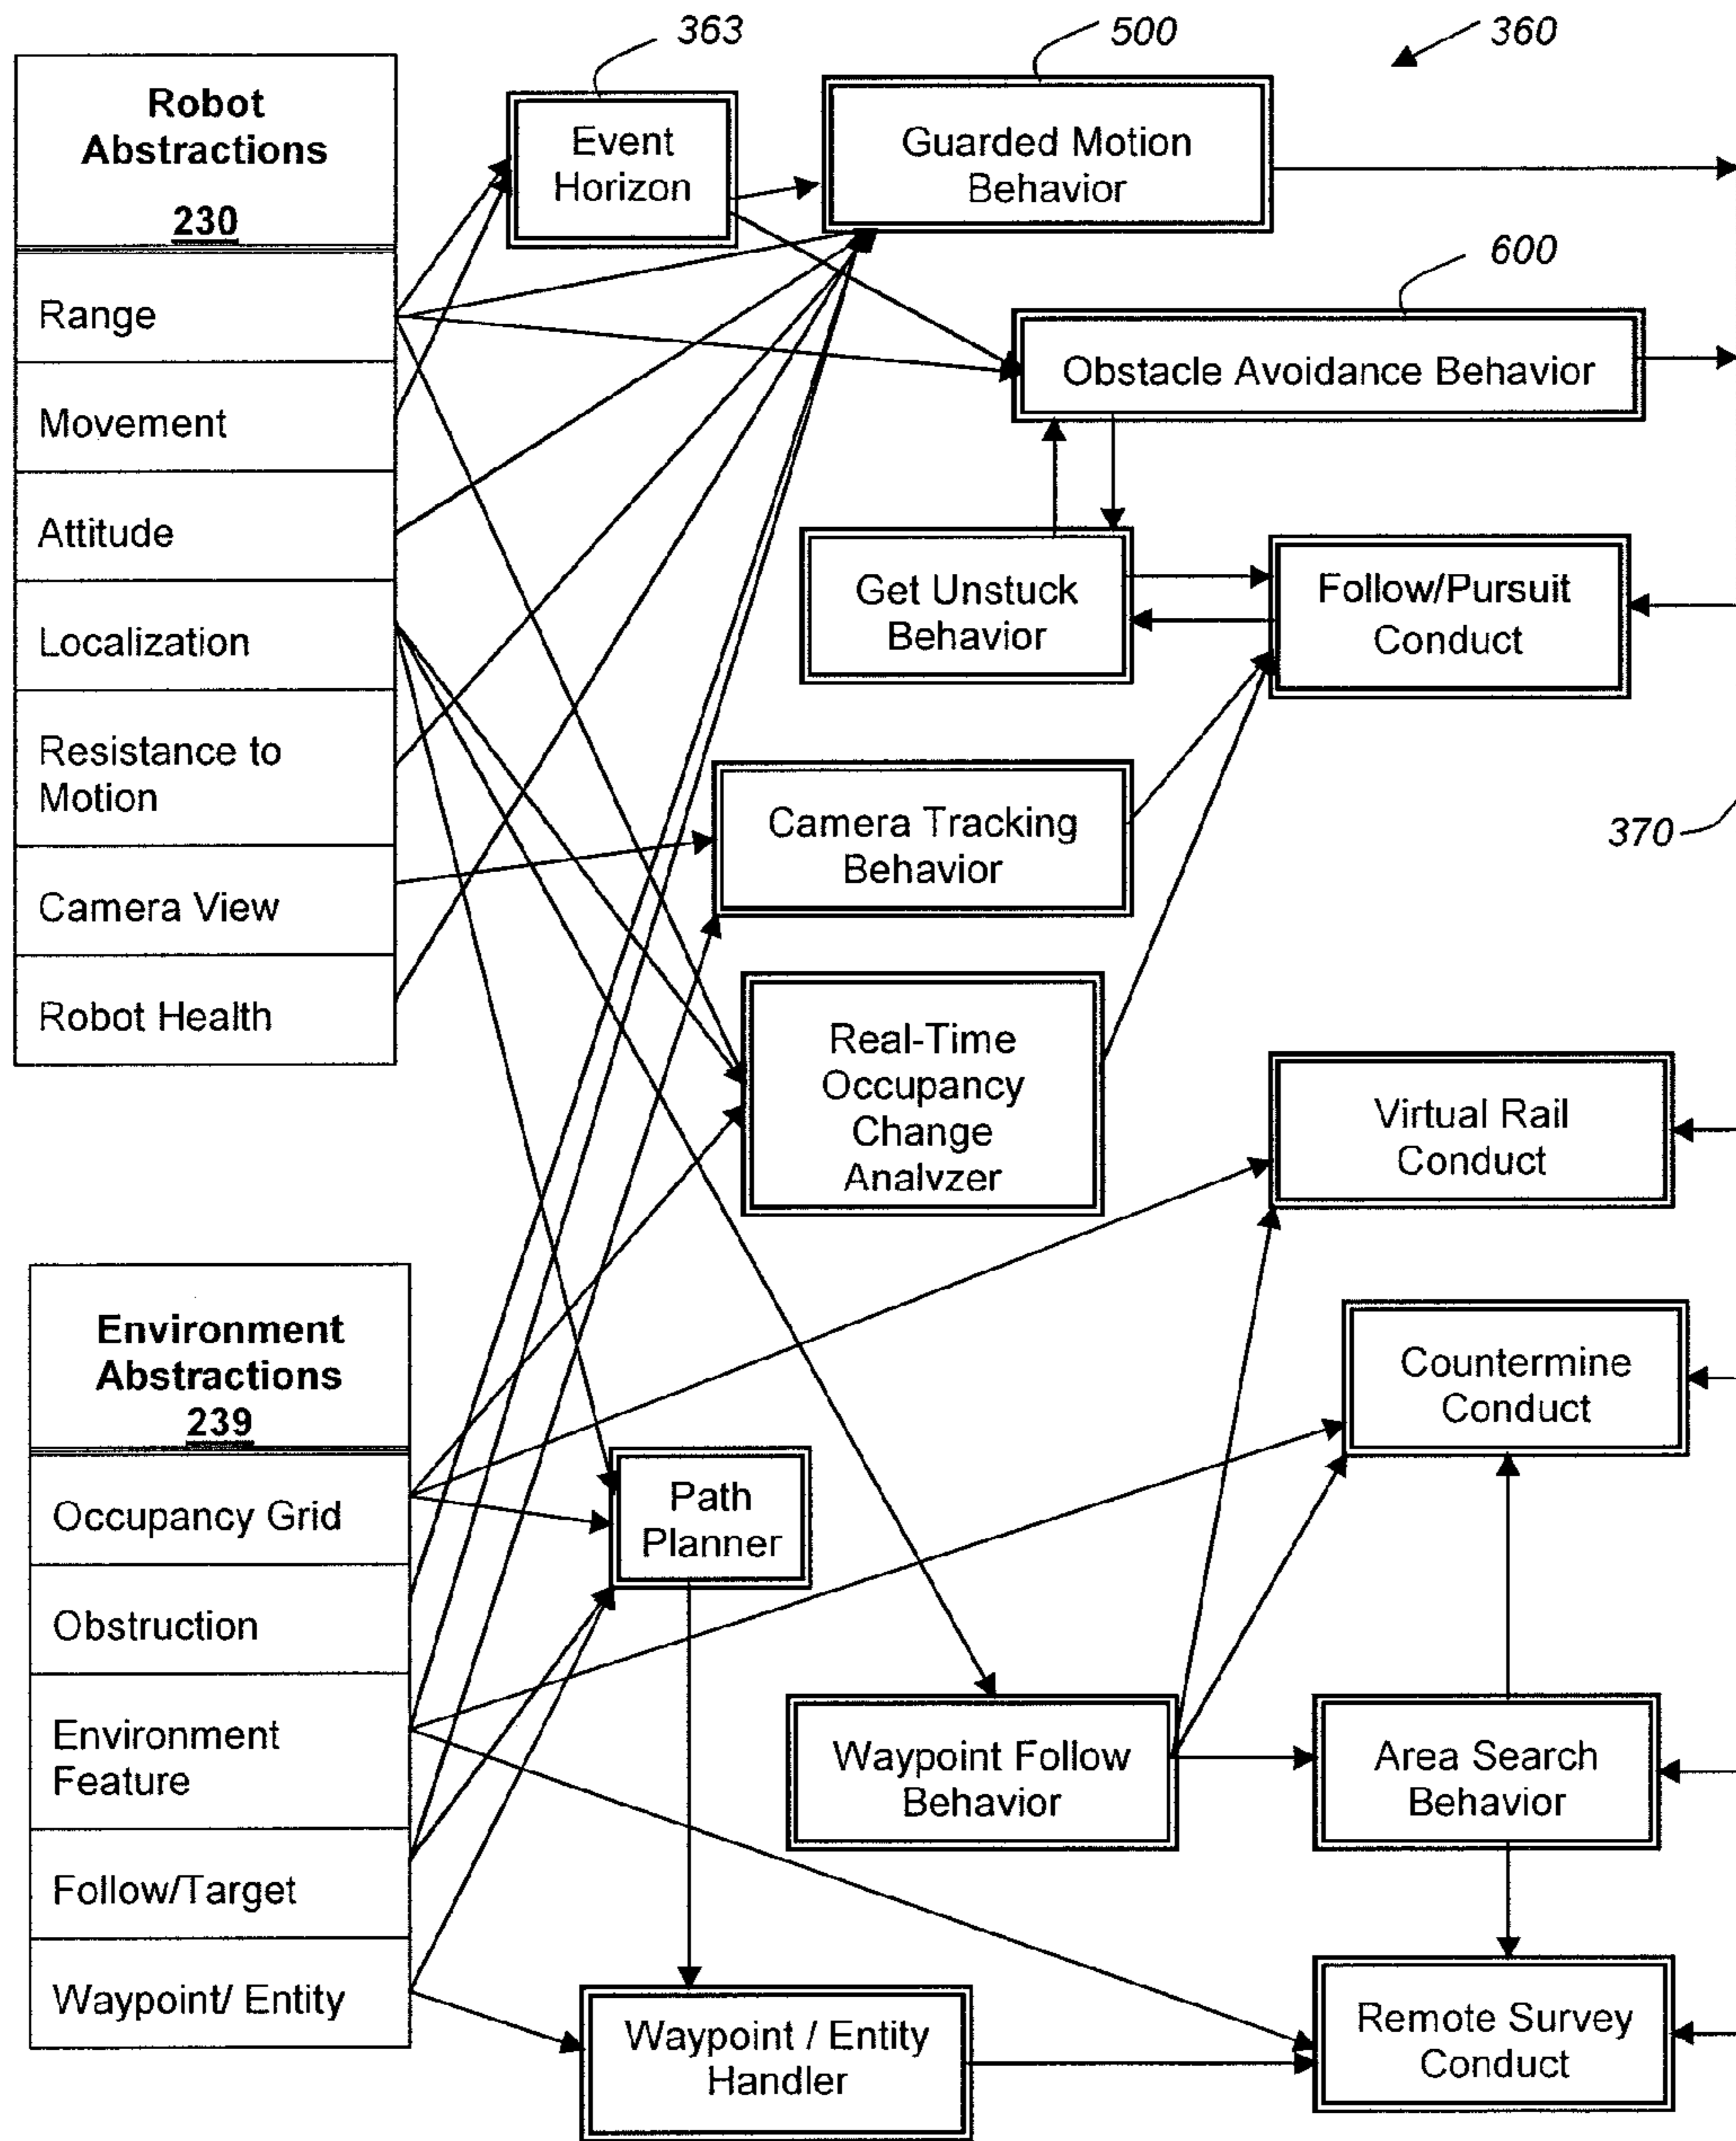 363
500
360
Robot
Abstractions
230
Range
Movement
Attitude
Localization
Resistance to
Motion
Camera View
Robot Health
Event
Horizon
Guarded Motion
Behavior
600
Obstacle Avoidance Behavior
Get Unstuck
Behavior
Follow/Pursuit
Conduct
Camera Tracking
Behavior
370
Real-Time
Occupancy
Change
Analyzer
Virtual Rail
Conduct
Environment
Abstractions
239
Occupancy Grid
Obstruction
Environment
Feature
Follow/Target
Waypoint/ Entity
Countermine
Conduct
Path
Planner
Waypoint Follow
Behavior
Area Search
Behavior
Waypoint / Entity
Handler
Remote Survey
Conduct